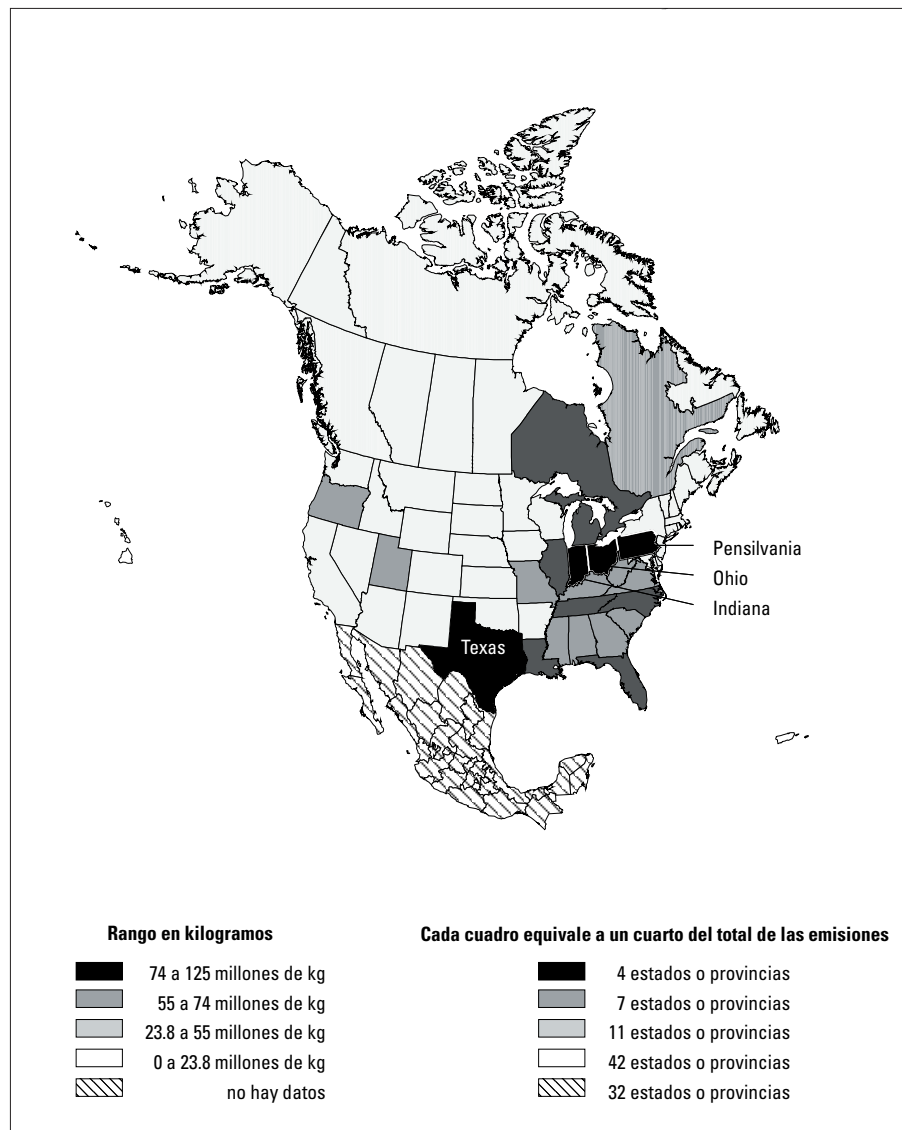 Pensilvania
Ohio
Indiana
Texas
Rango en kilogramos
74 a 125 millones de kg
55 a 74 millones de kg
23.8 a 55 millones de kg
0 a 23.8 millones de kg
no hay datos
Cada cuadro equivale a un cuarto del total de las emisiones
4 estados o provincias
7 estados o provincias
11 estados o provincias
42 estados o provincias
32 estados o provincias